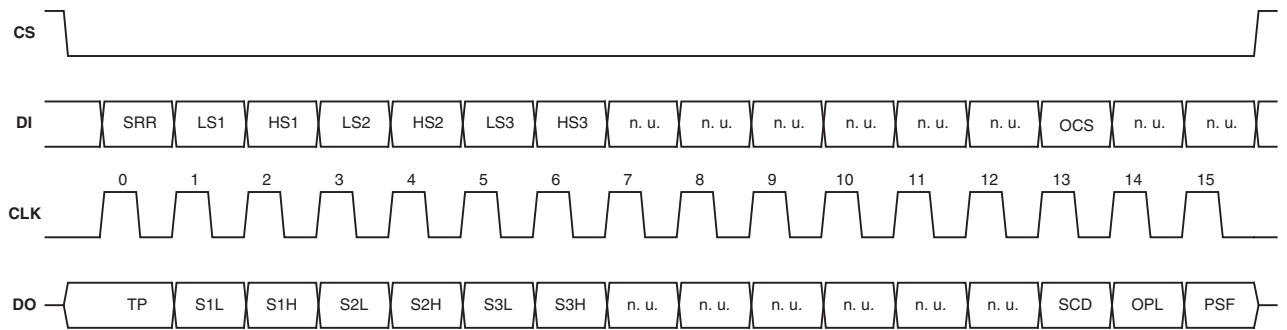 CS
DI SRR LS1 HS1 LS2 HS2 LS3 HS3 n. u. n. u. n. u. n. u. n. u. n. u. OCS n. u. n. u.
0 1 2 3 4 5 6 7 8 9 10 11 12 13 14 15
CLK
DO TP S1L S1H S2L S2H S3L S3H n. u. n. u. n. u. n. u. n. u. n. u. SCD OPL PSF